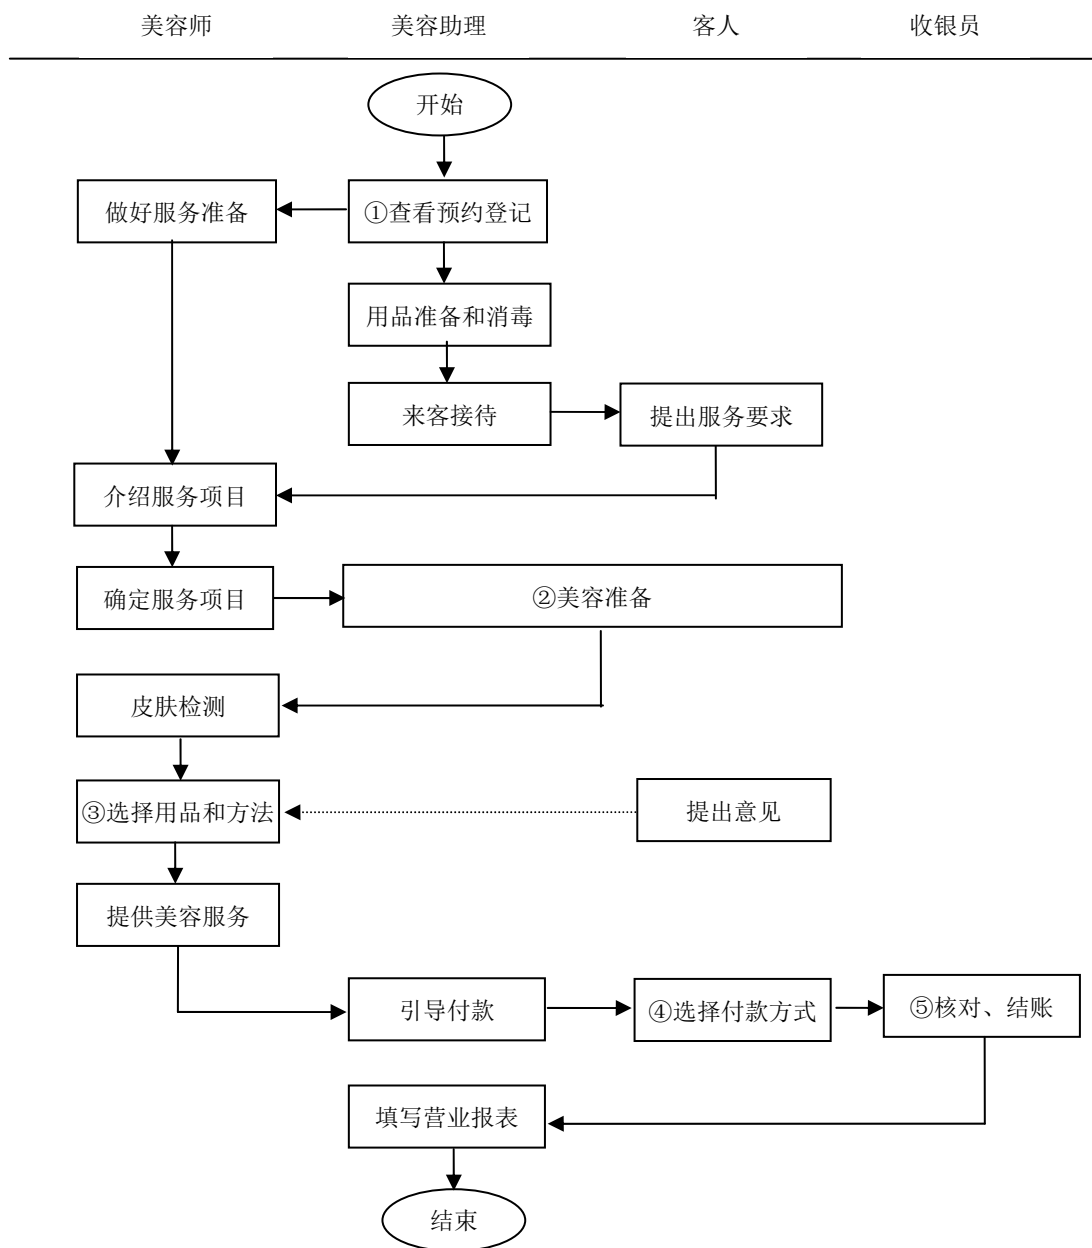 美容师 美容助理 客人 收银员
开始
做好服务准备 ①查看预约登记
用品准备和消毒
来客接待 提出服务要求
介绍服务项目
确定服务项目 ②美容准备
皮肤检测
③选择用品和方法 提出意见
提供美容服务
引导付款 ④选择付款方式 ⑤核对、结账
填写营业报表
结束